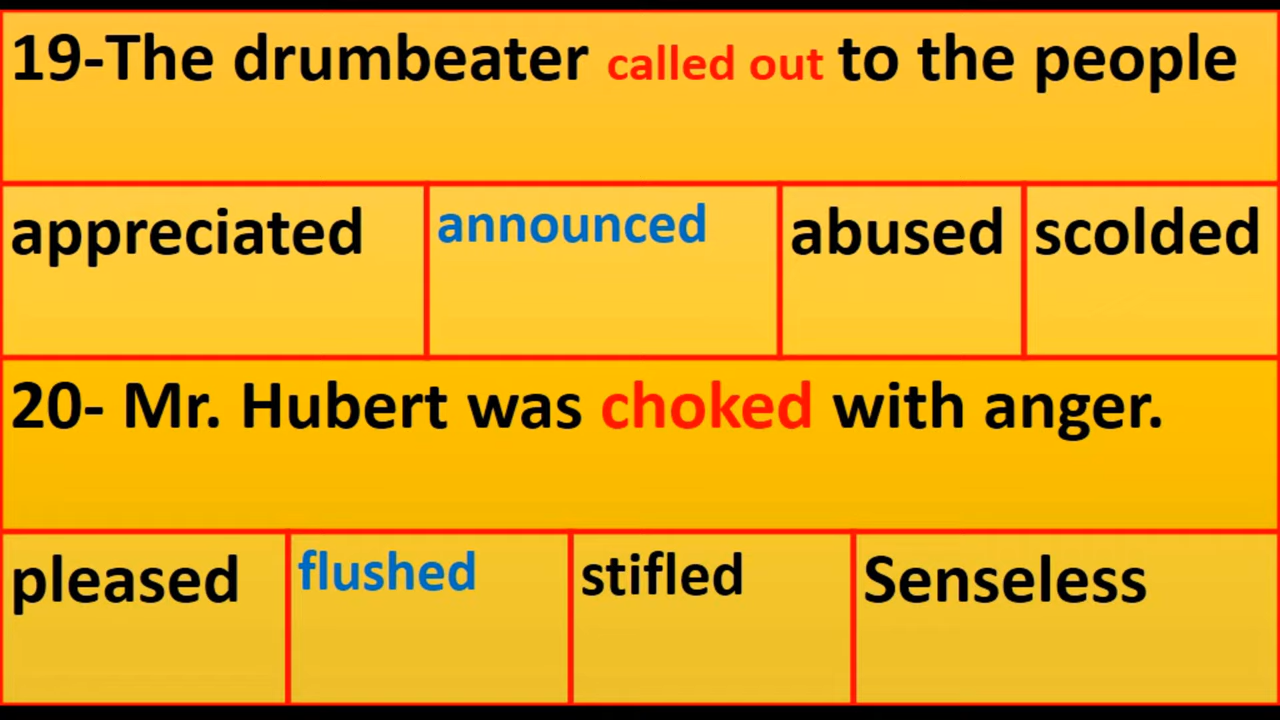 19-The drumbeater called out to the people
appreciated announced abused scolded
20- Mr. Hubert was choked with anger.
pleased flushed stifled Senseless